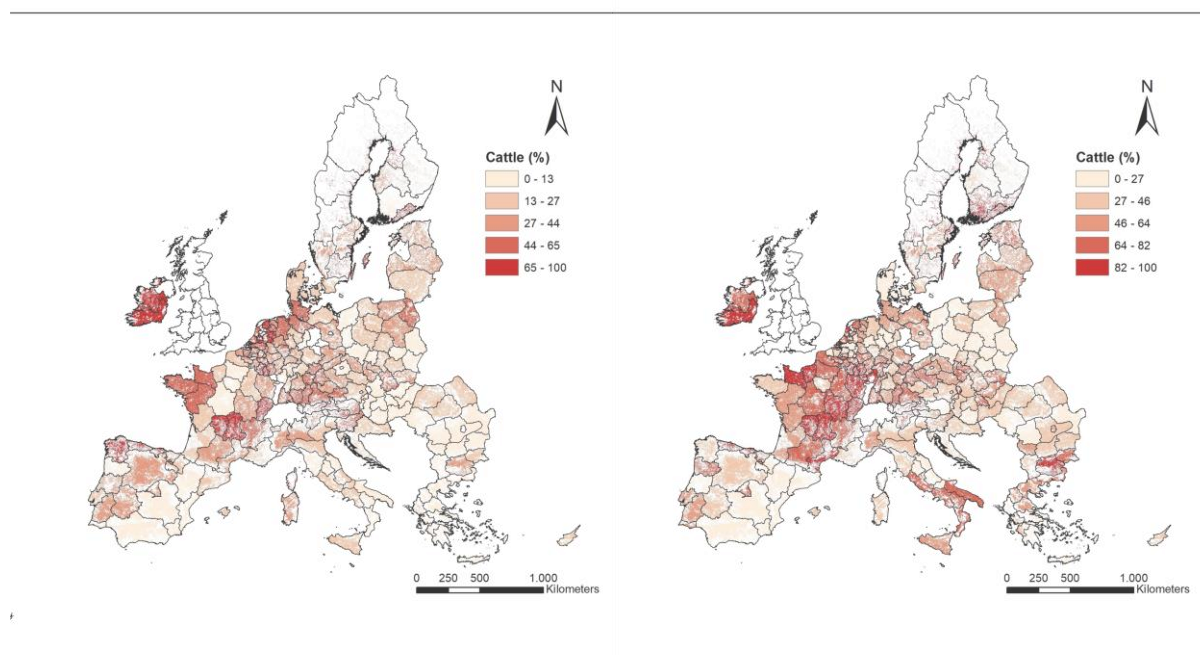 N
Cattle (%)
0 - 13
13 - 27
27 - 44
44 - 65
65 - 100
0 250 500 1.000
Kilometers
N
Cattle (%)
0 - 27
27 - 46
46 - 64
64 - 82
82 - 100
0 250 500 1.000
Kilometers